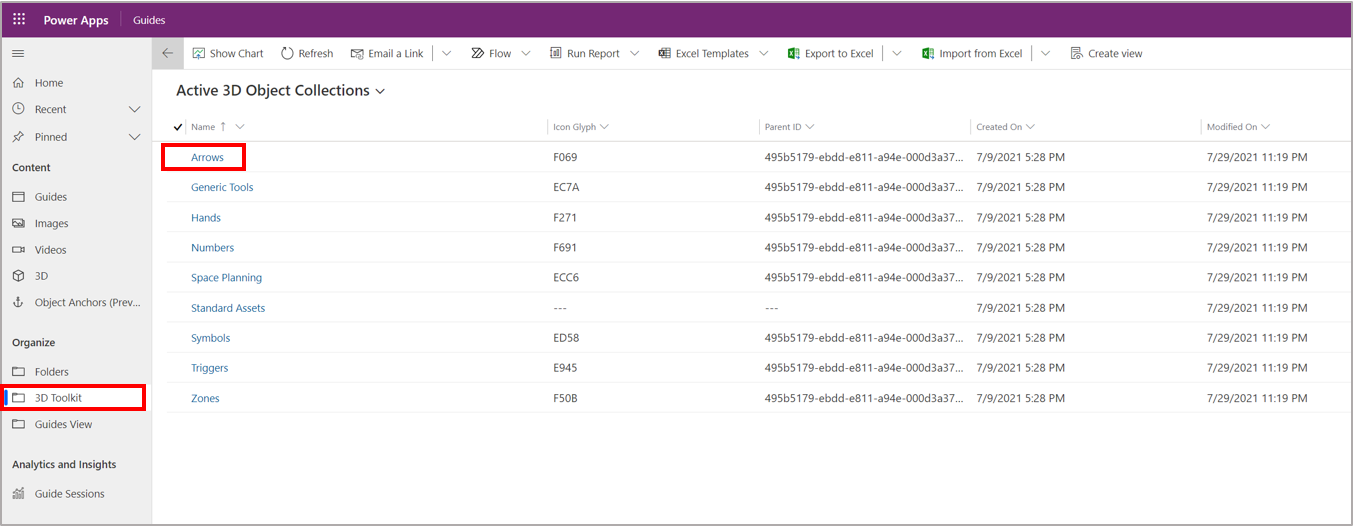 Power Apps Guides
Show Chart Refresh Email a Link Flow Run Report Excel Templates Export to Excel Import from Excel Create view
Home
Recent
Pinned
Content
Guides
Images
Videos
3D
Object Anchors (Prev...
Organize
Folders
3D Toolkit
Guides View
Analytics and Insights
Guide Sessions
Active 3D Object Collections
Name Icon Glyph Parent ID Created On Modified On
Arrows F069 495b5179-ebdd-e811-a94e-000d3a37... 7/9/2021 5:28 PM 7/29/2021 11:19 PM
Generic Tools EC7A 495b5179-ebdd-e811-a94e-000d3a37... 7/9/2021 5:28 PM 7/29/2021 11:19 PM
Hands F271 495b5179-ebdd-e811-a94e-000d3a37... 7/9/2021 5:28 PM 7/29/2021 11:19 PM
Numbers F691 495b5179-ebdd-e811-a94e-000d3a37... 7/9/2021 5:28 PM 7/29/2021 11:19 PM
Space Planning ECC6 495b5179-ebdd-e811-a94e-000d3a37... 7/9/2021 5:28 PM 7/29/2021 11:19 PM
Standard Assets --- --- 7/9/2021 5:28 PM 7/29/2021 11:19 PM
Symbols ED58 495b5179-ebdd-e811-a94e-000d3a37... 7/9/2021 5:28 PM 7/29/2021 11:19 PM
Triggers E945 495b5179-ebdd-e811-a94e-000d3a37... 7/9/2021 5:28 PM 7/29/2021 11:19 PM
Zones F50B 495b5179-ebdd-e811-a94e-000d3a37... 7/9/2021 5:28 PM 7/29/2021 11:19 PM